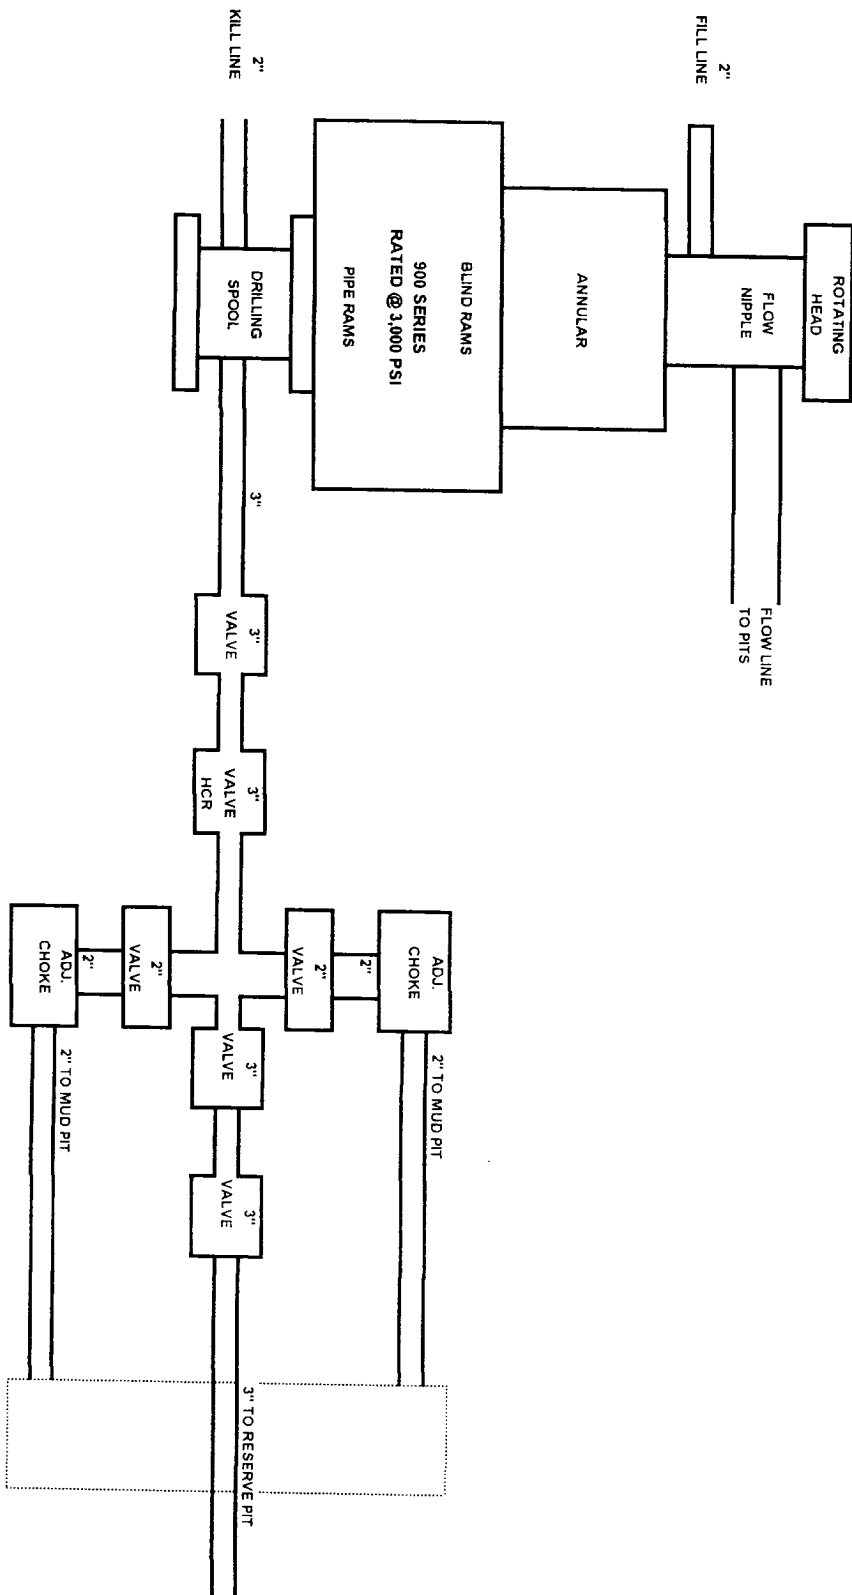 ROTATING
HEAD
2"
FILL LINE
FLOW
NIPPLE
FLOW LINE
TO PITS
ANNULAR
BLIND RAMS
900 SERIES
RATED @ 3,000 PSI
PIPE RAMS
2"
KILL LINE
DRILLING
SPOOL
3"
3"
VALVE
3"
VALVE
HCR
ADJ.
CHOKE
2"
2"
VALVE
2" TO MUD PIT
3"
VALVE
3"
VALVE
3" TO RESERVE PIT
2"
VALVE
2"
ADJ.
CHOKE
2" TO MUD PIT